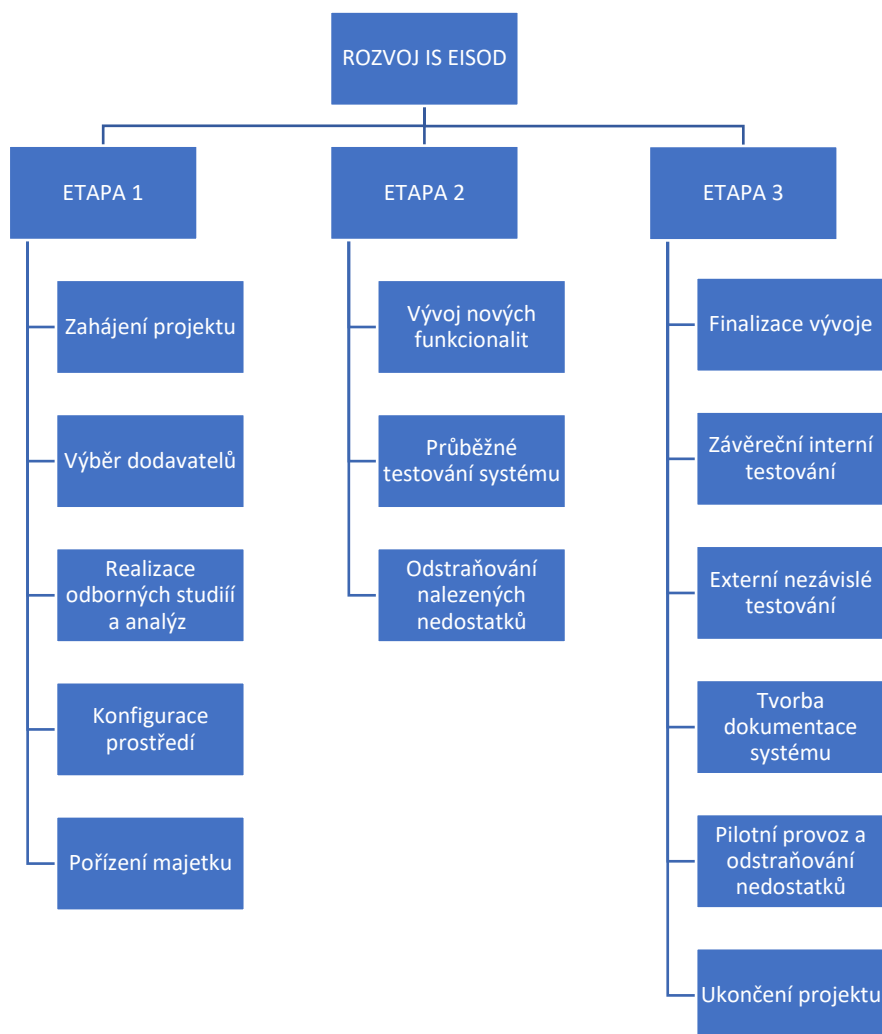 ROZVOJ IS EISOD
ETAPA 1
Zahájení projektu
Výběr dodavatelů
Realizace
odborných studiíí
a analýz
Konfigurace
prostředí
Pořízení majetku
ETAPA 2
Vývoj nových
funkcionalit
Průběžné
testování systému
Odstraňování
nalezených
nedostatků
ETAPA 3
Finalizace vývoje
Závěreční interní
testování
Externí nezávislé
testování
Tvorba
dokumentace
systému
Pilotní provoz a
odstraňování
nedostatků
Ukončení projektu